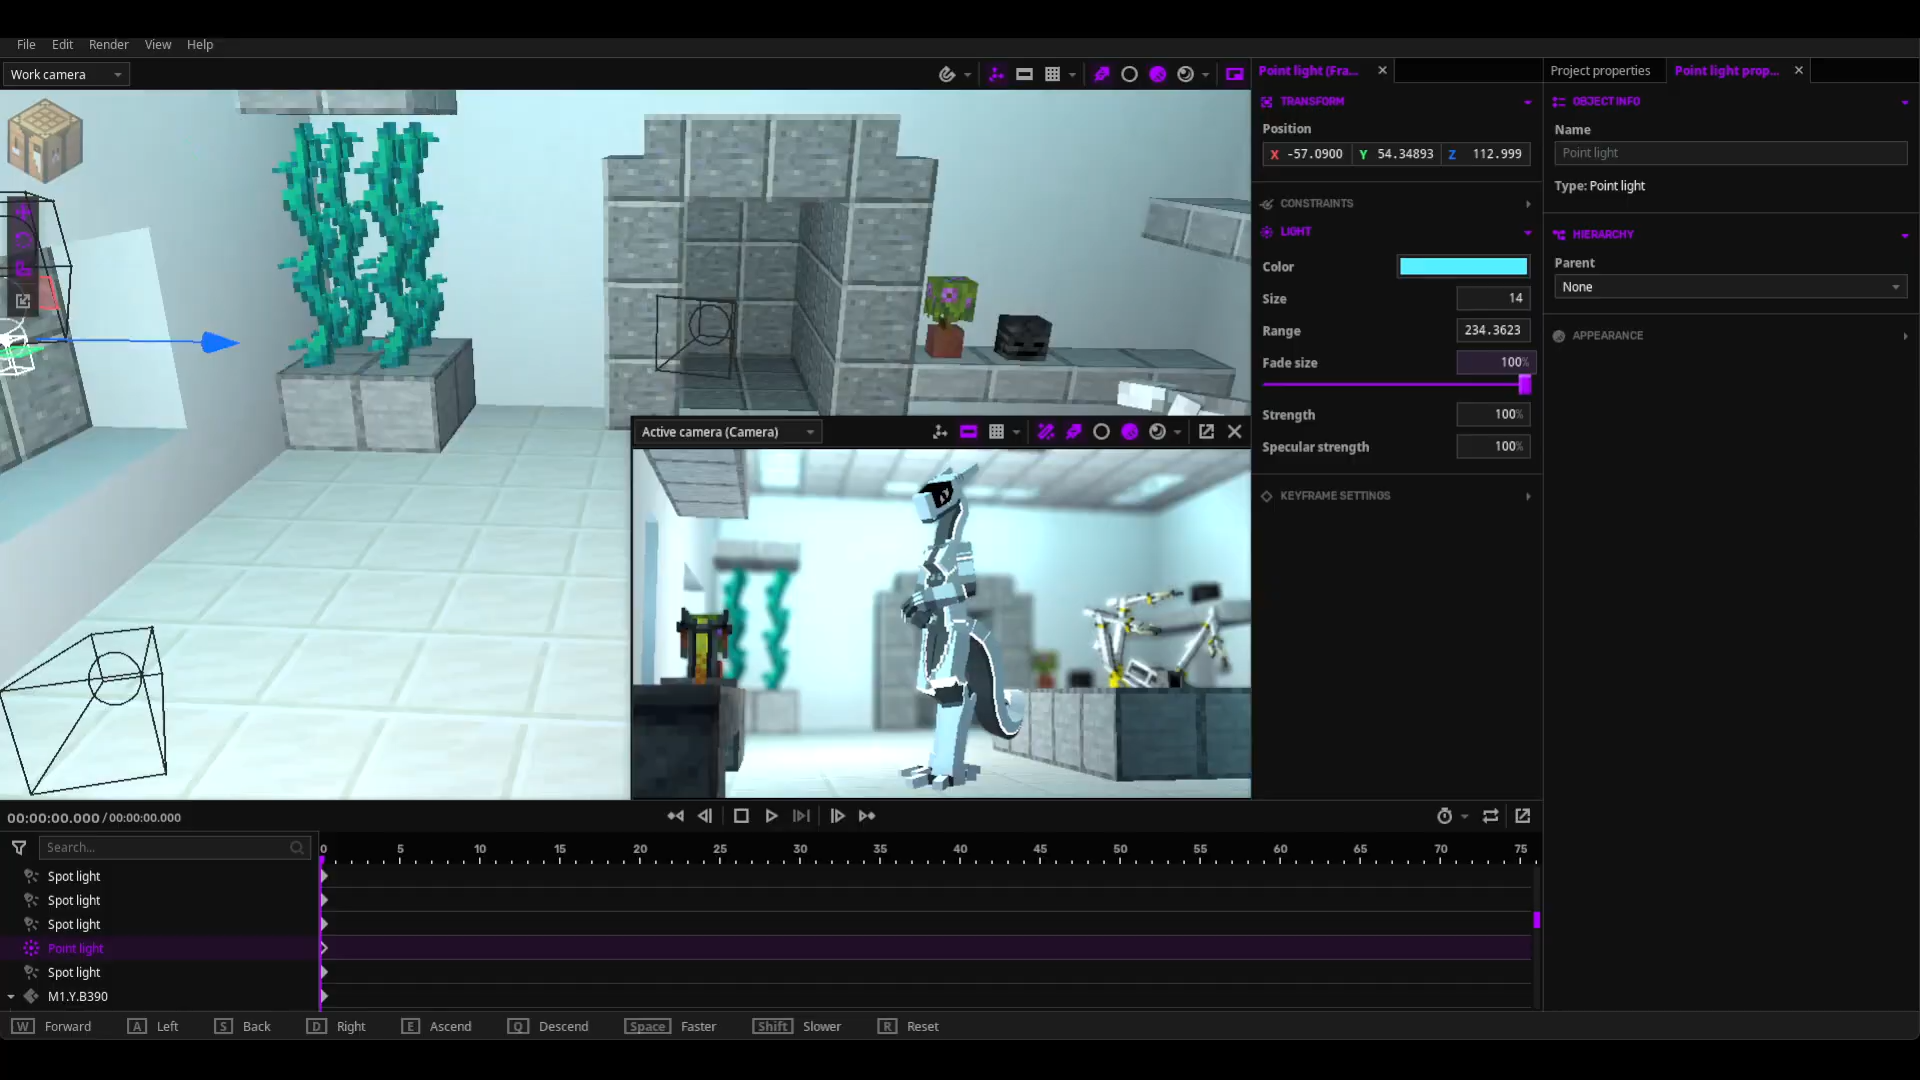 File Edit Render View Help
Work camera
Point light (Fra...
Project properties
Point light prop...
TRANSFORM
Position
X -57.0900 Y 54.34893 Z 112.999
CONSTRAINTS
LIGHT
Color
Size 14
Range 234.3623
Fade size 100%
Strength 100%
Specular strength 100%
KEYFRAME SETTINGS
OBJECT INFO
Name
Point light
Type: Point light
HIERARCHY
Parent
None
APPEARANCE
Active camera (Camera)
00:00:00.000 / 00:00:00.000
Search...
0 5 10 15 20 25 30 35 40 45 50 55 60 65 70 75
Spot light
Spot light
Spot light
Point light
Spot light
M1.Y.B390
W Forward A Left S Back D Right E Ascend Q Descend Space Faster Shift Slower R Reset